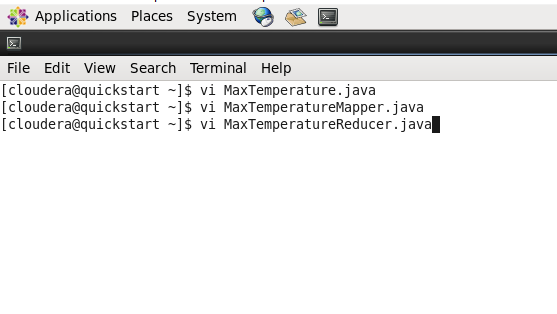 Applications Places System
File Edit View Search Terminal Help
[cloudera@quickstart ~]$ vi MaxTemperature.java
[cloudera@quickstart ~]$ vi MaxTemperatureMapper.java
[cloudera@quickstart ~]$ vi MaxTemperatureReducer.java